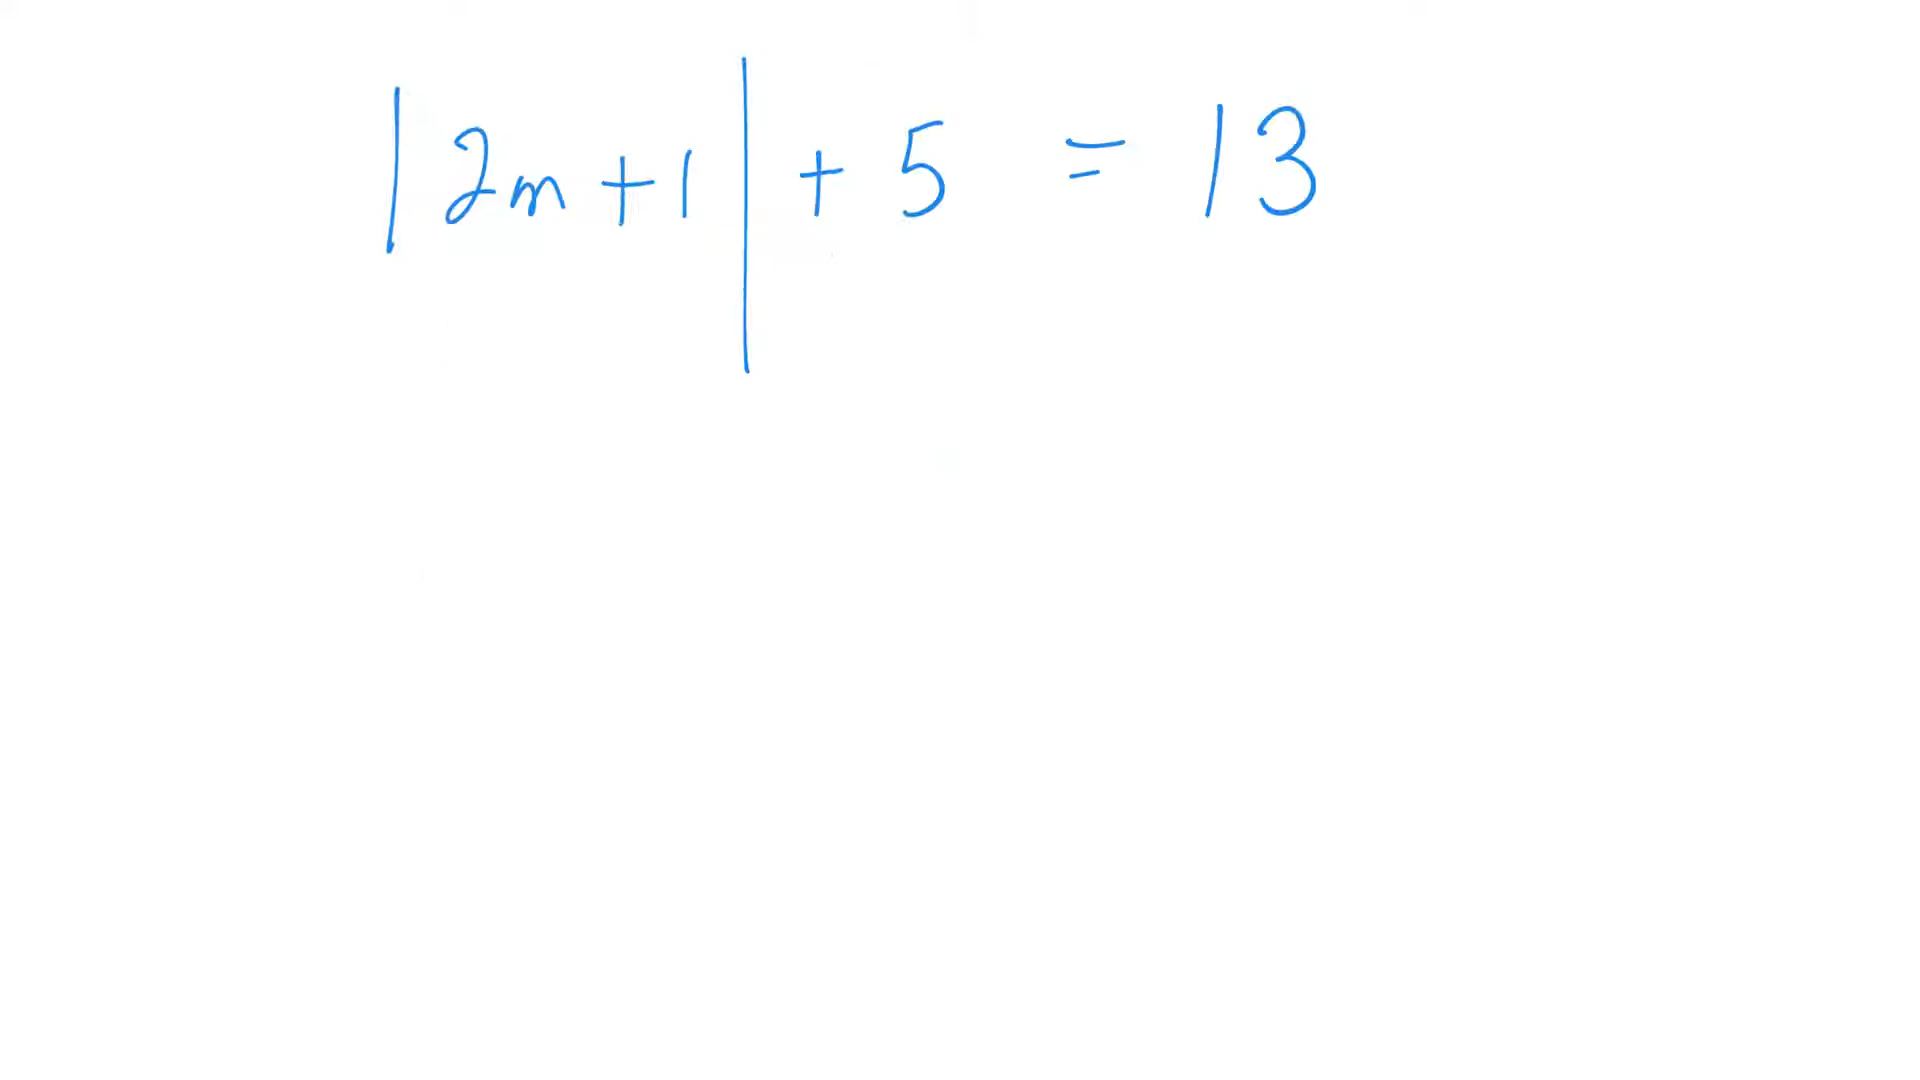 |2m+1| + 5 = 13